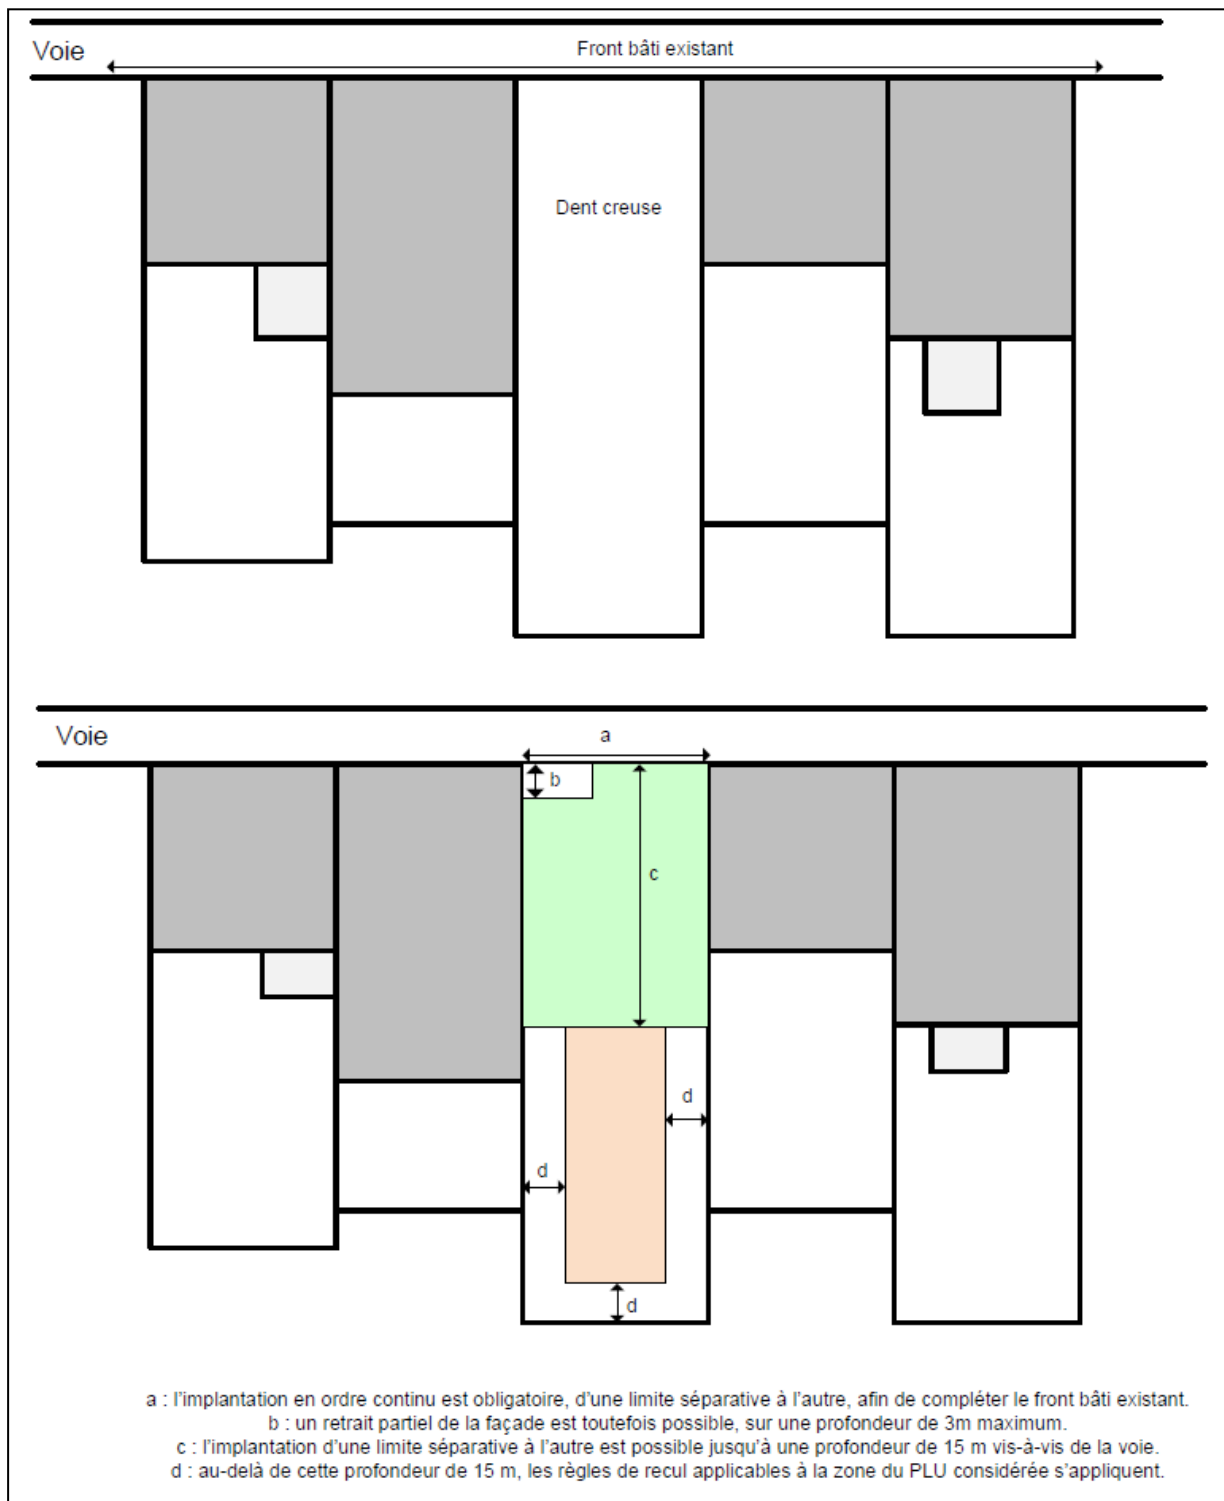 Front bâti existant
Voie
Dent creuse
Voie
a
b
c
d
d
d
a : l'implantation en ordre continu est obligatoire, d'une limite séparative à l'autre, afin de compléter le front bâti existant.
b : un retrait partiel de la façade est toutefois possible, sur une profondeur de 3m maximum.
c : l'implantation d'une limite séparative à l'autre est possible jusqu'à une profondeur de 15 m vis-à-vis de la voie.
d : au-delà de cette profondeur de 15 m, les règles de recul applicables à la zone du PLU considérée s'appliquent.